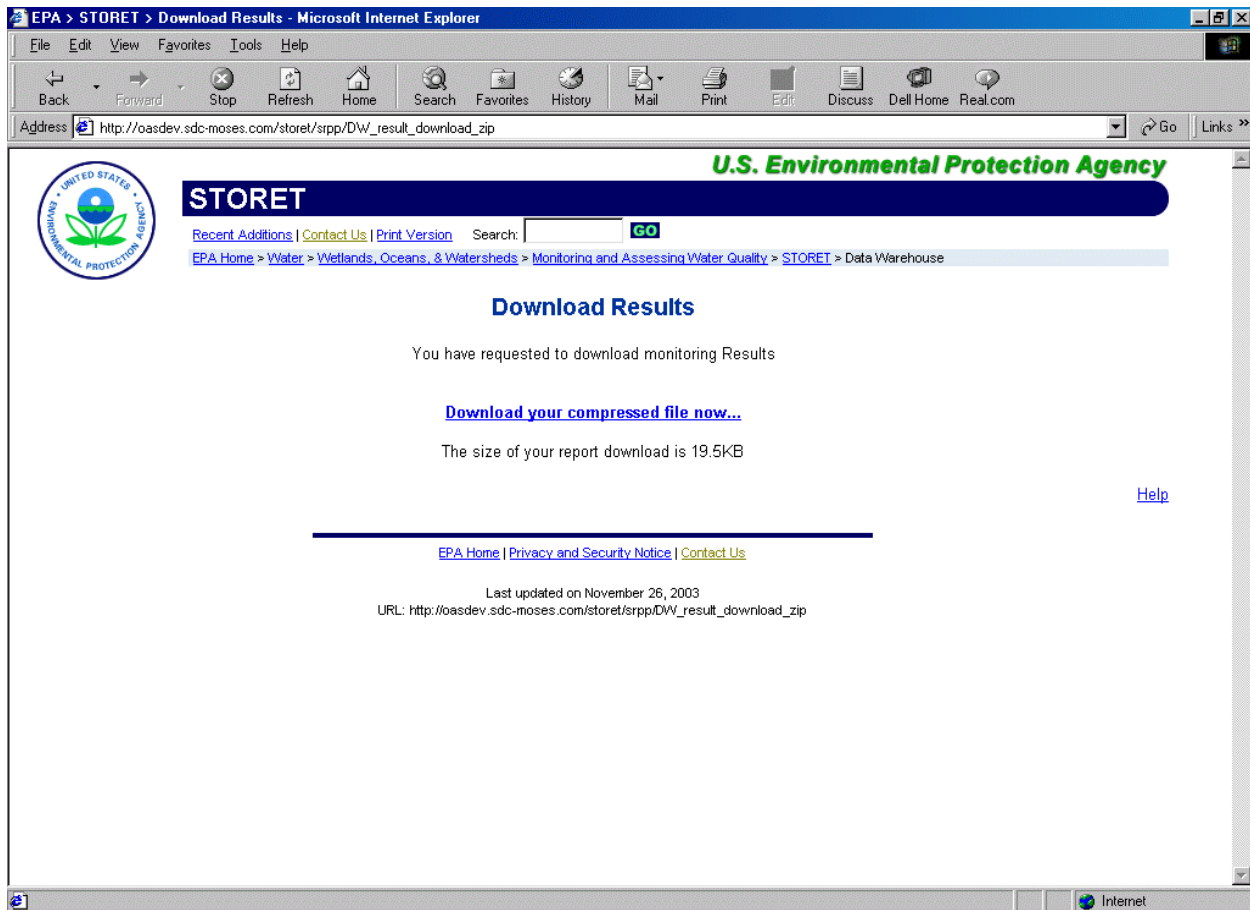 EPA > STORET > Download Results - Microsoft Internet Explorer
File Edit View Favorites Tools Help
Back Forward Stop Refresh Home Search Favorites History Mail Print Edit Discuss Dell Home Real.com
Address http://oasdev.sdc-moses.com/storet/srpp/DW_result_download_zip Go Links »
U.S. Environmental Protection Agency
UNITED STATES ENVIRONMENTAL PROTECTION AGENCY
STORET
Recent Additions | Contact Us | Print Version Search: GO
EPA Home > Water > Wetlands, Oceans, & Watersheds > Monitoring and Assessing Water Quality > STORET > Data Warehouse
Download Results
You have requested to download monitoring Results
Download your compressed file now...
The size of your report download is 19.5KB
Help
EPA Home | Privacy and Security Notice | Contact Us
Last updated on November 26, 2003
URL: http://oasdev.sdc-moses.com/storet/srpp/DW_result_download_zip
Internet